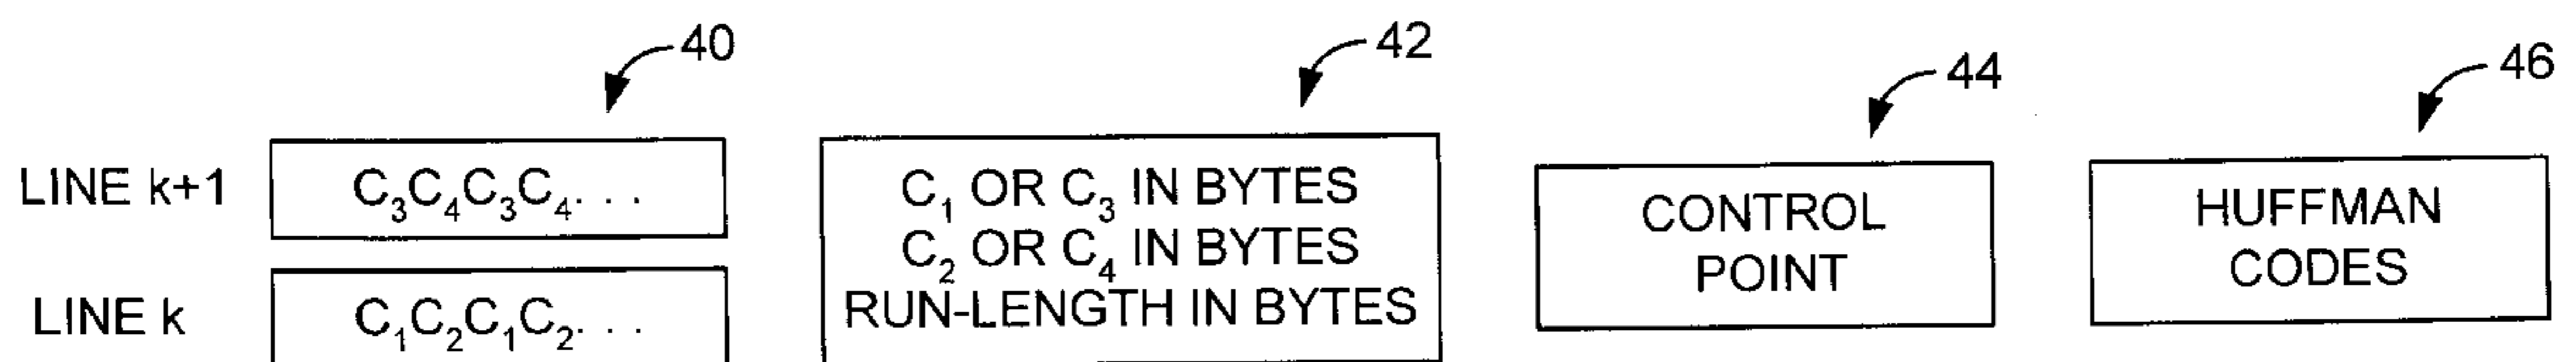 40
42
44
46
LINE k+1
C₃C₄C₃C₄. . .
C₁ OR C₃ IN BYTES
C₂ OR C₄ IN BYTES
RUN-LENGTH IN BYTES
CONTROL
POINT
HUFFMAN
CODES
LINE k
C₁C₂C₁C₂. . .